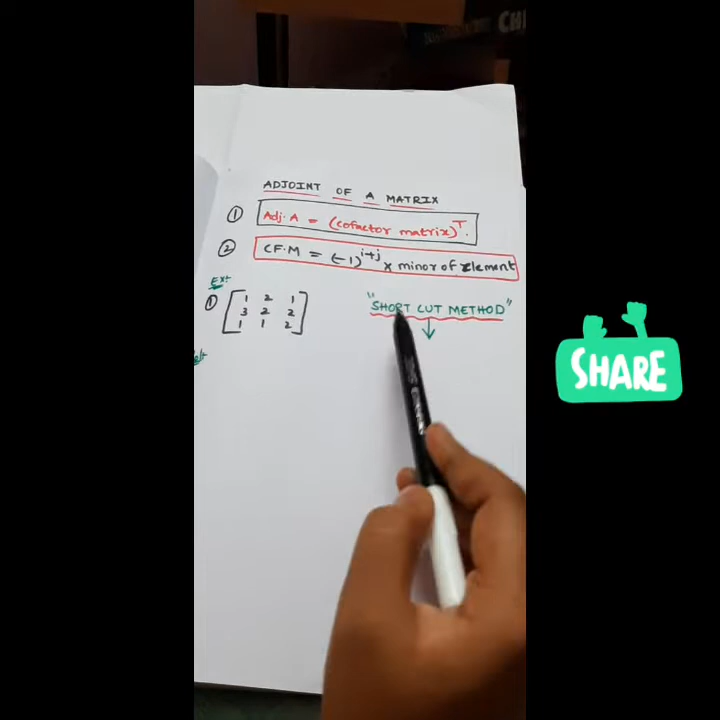 ADJOINT OF A MATRIX
① Adj. A = (cofactor matrix)ᵀ.
② CF.M = (-1)ⁱ⁺ʲ x minor of element
① [1 2 1
3 2 2
1 1 2]
"SHORT CUT METHOD"
SHARE